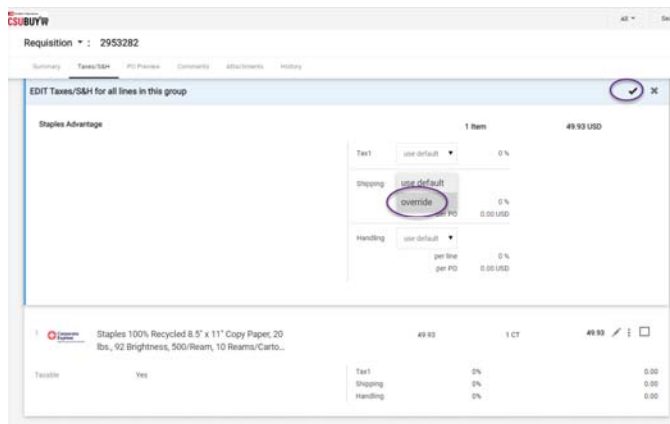 CSUBUY'W
All ▾
Requisition ▾ : 2953282
Summary Taxes/S&H PO Preview Comments Attachments History
EDIT Taxes/S&H for all lines in this group
Staples Advantage 1 Item 49.93 USD
Tax1 use default ▼ 0 %
Shipping use default
override 0 %
per PO 0.00 USD
Handling use default ▼
per line 0 %
per PO 0.00 USD
1 Corporate Express Staples 100% Recycled 8.5" x 11" Copy Paper, 20 49.93 1 CT 49.93
lbs., 92 Brightness, 500/Ream, 10 Reams/Carto...
Taxable Yes Tax1 0% 0.00
Shipping 0% 0.00
Handling 0% 0.00